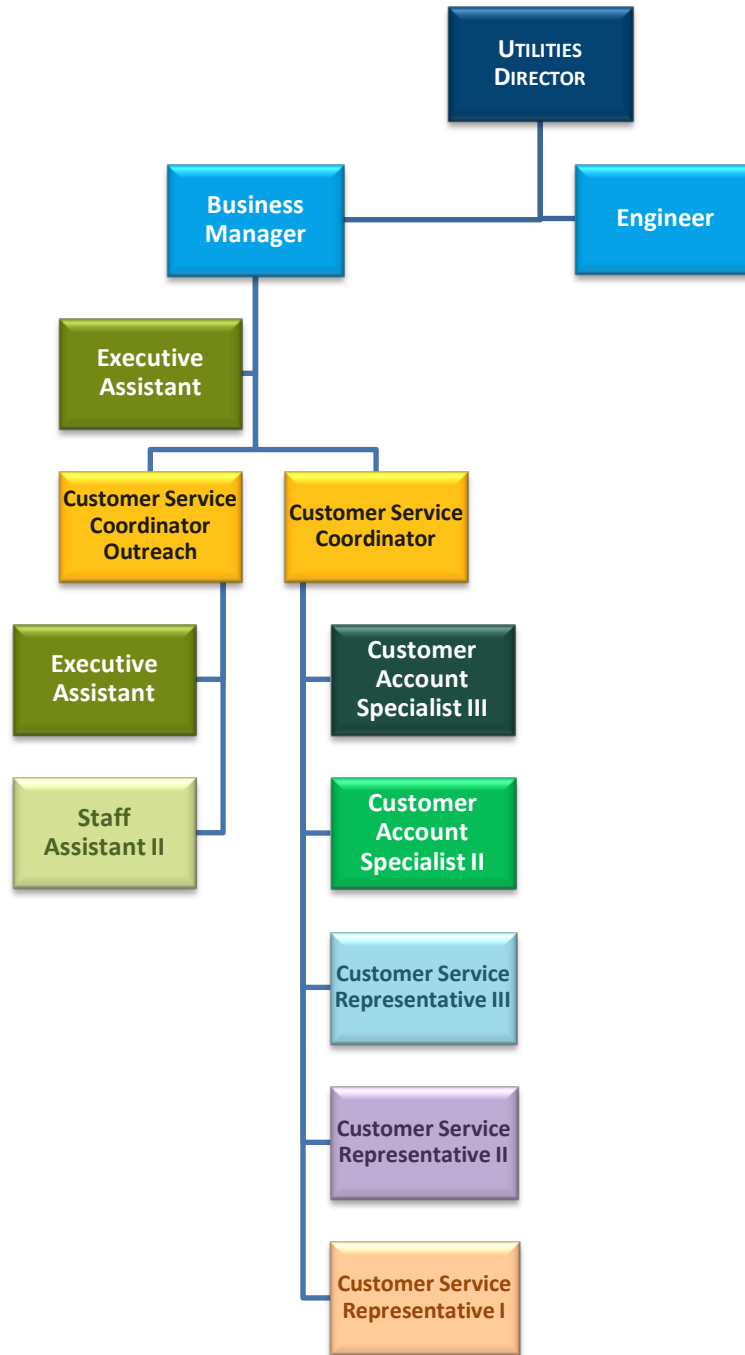 UTILITIES
DIRECTOR
Business
Manager
Engineer
Executive
Assistant
Customer Service
Coordinator
Outreach
Customer Service
Coordinator
Executive
Assistant
Customer
Account
Specialist III
Staff
Assistant II
Customer
Account
Specialist II
Customer Service
Representative III
Customer Service
Representative II
Customer Service
Representative I